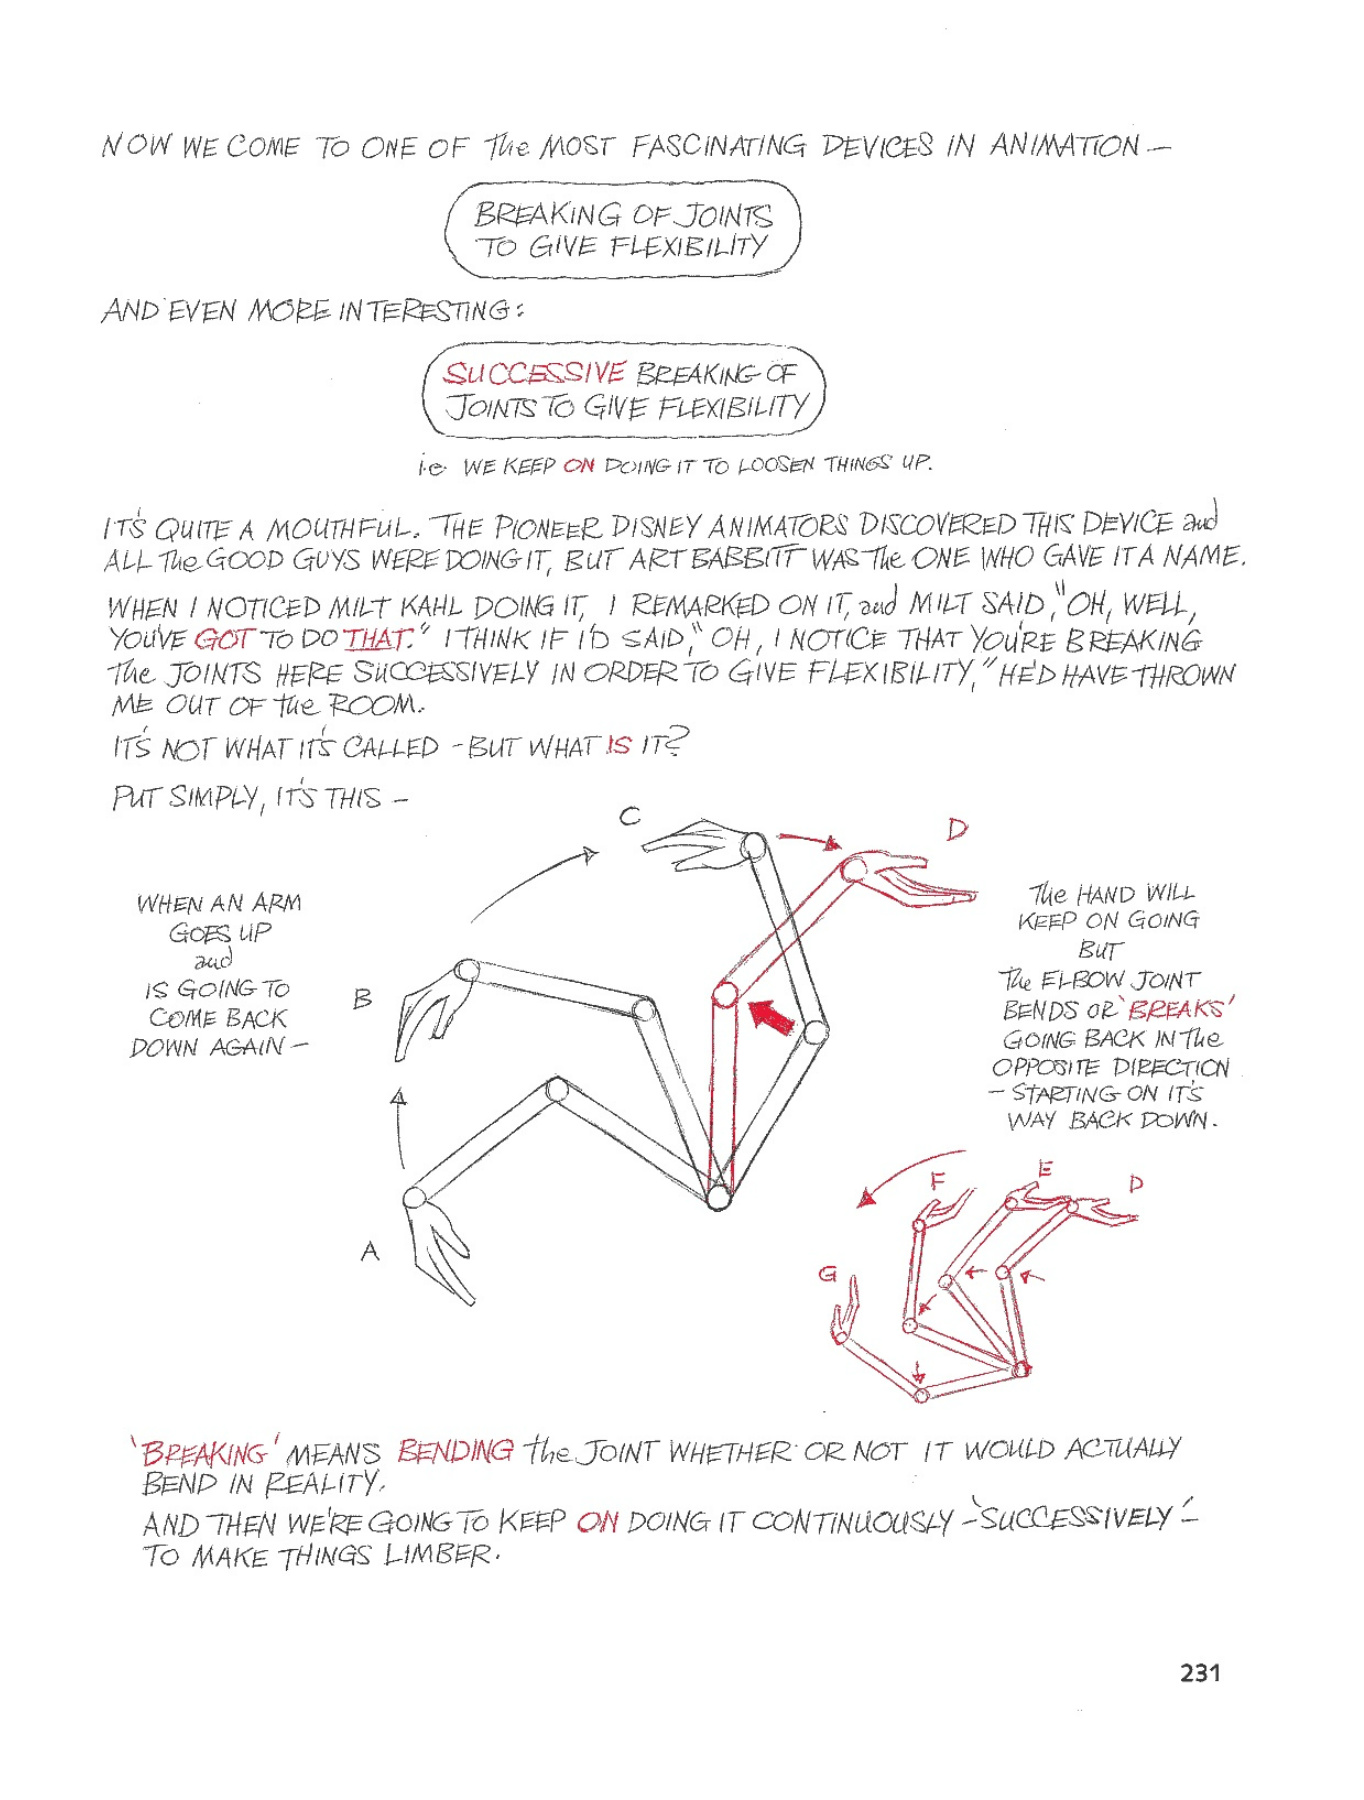 NOW WE COME TO ONE OF The MOST FASCINATING DEVICES IN ANIMATION —
BREAKING OF JOINTS
TO GIVE FLEXIBILITY
AND EVEN MORE INTERESTING:
SUCCESSIVE BREAKING OF
JOINTS TO GIVE FLEXIBILITY
i.e. WE KEEP ON DOING IT TO LOOSEN THINGS UP.
IT'S QUITE A MOUTHFUL. THE PIONEER DISNEY ANIMATORS DISCOVERED THIS DEVICE and
ALL The GOOD GUYS WERE DOING IT, BUT ART BABBITT WAS The ONE WHO GAVE IT A NAME.
WHEN I NOTICED MILT KAHL DOING IT, I REMARKED ON IT, and MILT SAID, "OH, WELL,
YOU'VE GOT TO DO THAT." I THINK IF I'D SAID, "OH, I NOTICE THAT YOU'RE BREAKING
The JOINTS HERE SUCCESSIVELY IN ORDER TO GIVE FLEXIBILITY," HE'D HAVE THROWN
ME OUT OF the ROOM.
IT'S NOT WHAT IT'S CALLED - BUT WHAT IS IT?
PUT SIMPLY, IT'S THIS —
C
D
WHEN AN ARM
GOES UP
and
IS GOING TO
COME BACK
DOWN AGAIN —
B
A
The HAND WILL
KEEP ON GOING
BUT
The ELBOW JOINT
BENDS OR 'BREAKS'
GOING BACK IN The
OPPOSITE DIRECTION
— STARTING ON IT'S
WAY BACK DOWN.
F
E
D
G
'BREAKING' MEANS BENDING the JOINT WHETHER OR NOT IT WOULD ACTUALLY
BEND IN REALITY.
AND THEN WE'RE GOING TO KEEP ON DOING IT CONTINUOUSLY - 'SUCCESSIVELY' -
TO MAKE THINGS LIMBER.
231